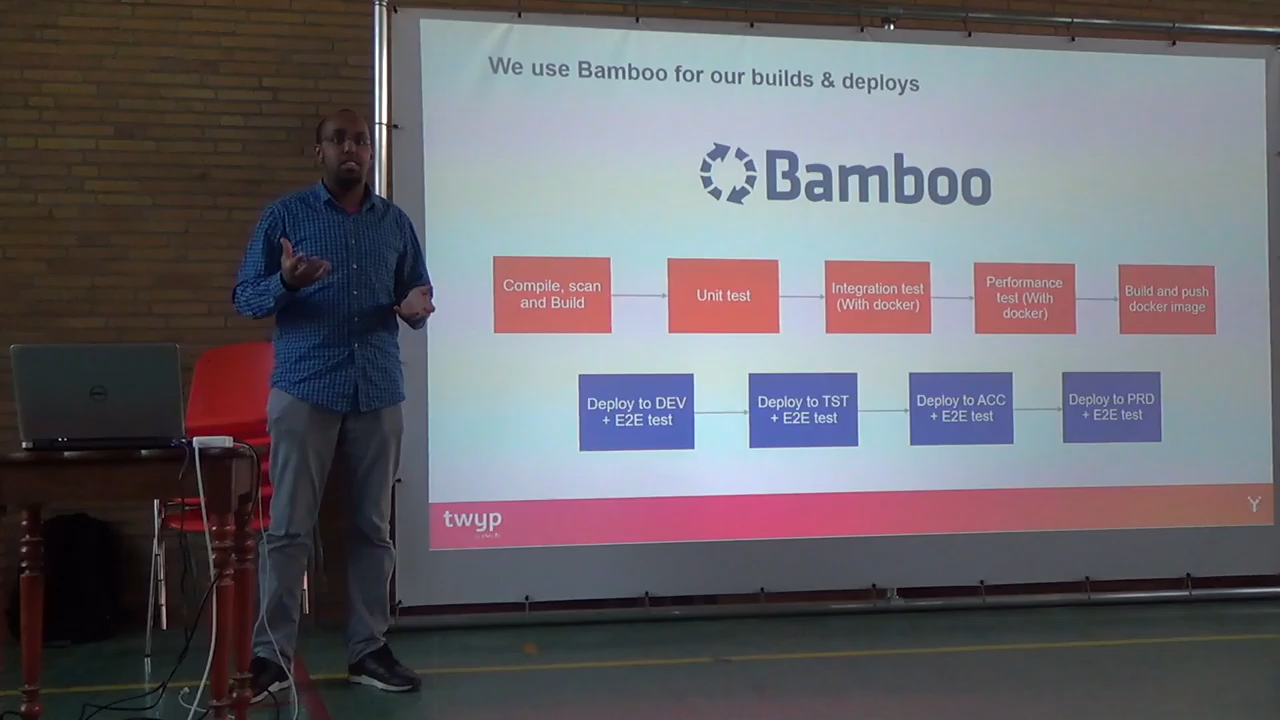 We use Bamboo for our builds & deploys
Bamboo
Compile, scan
and Build
Unit test
Integration test
(With docker)
Performance
test (With
docker)
Build and push
docker image
Deploy to DEV
+ E2E test
Deploy to TST
+ E2E test
Deploy to ACC
+ E2E test
Deploy to PRD
+ E2E test
twyp
DELL